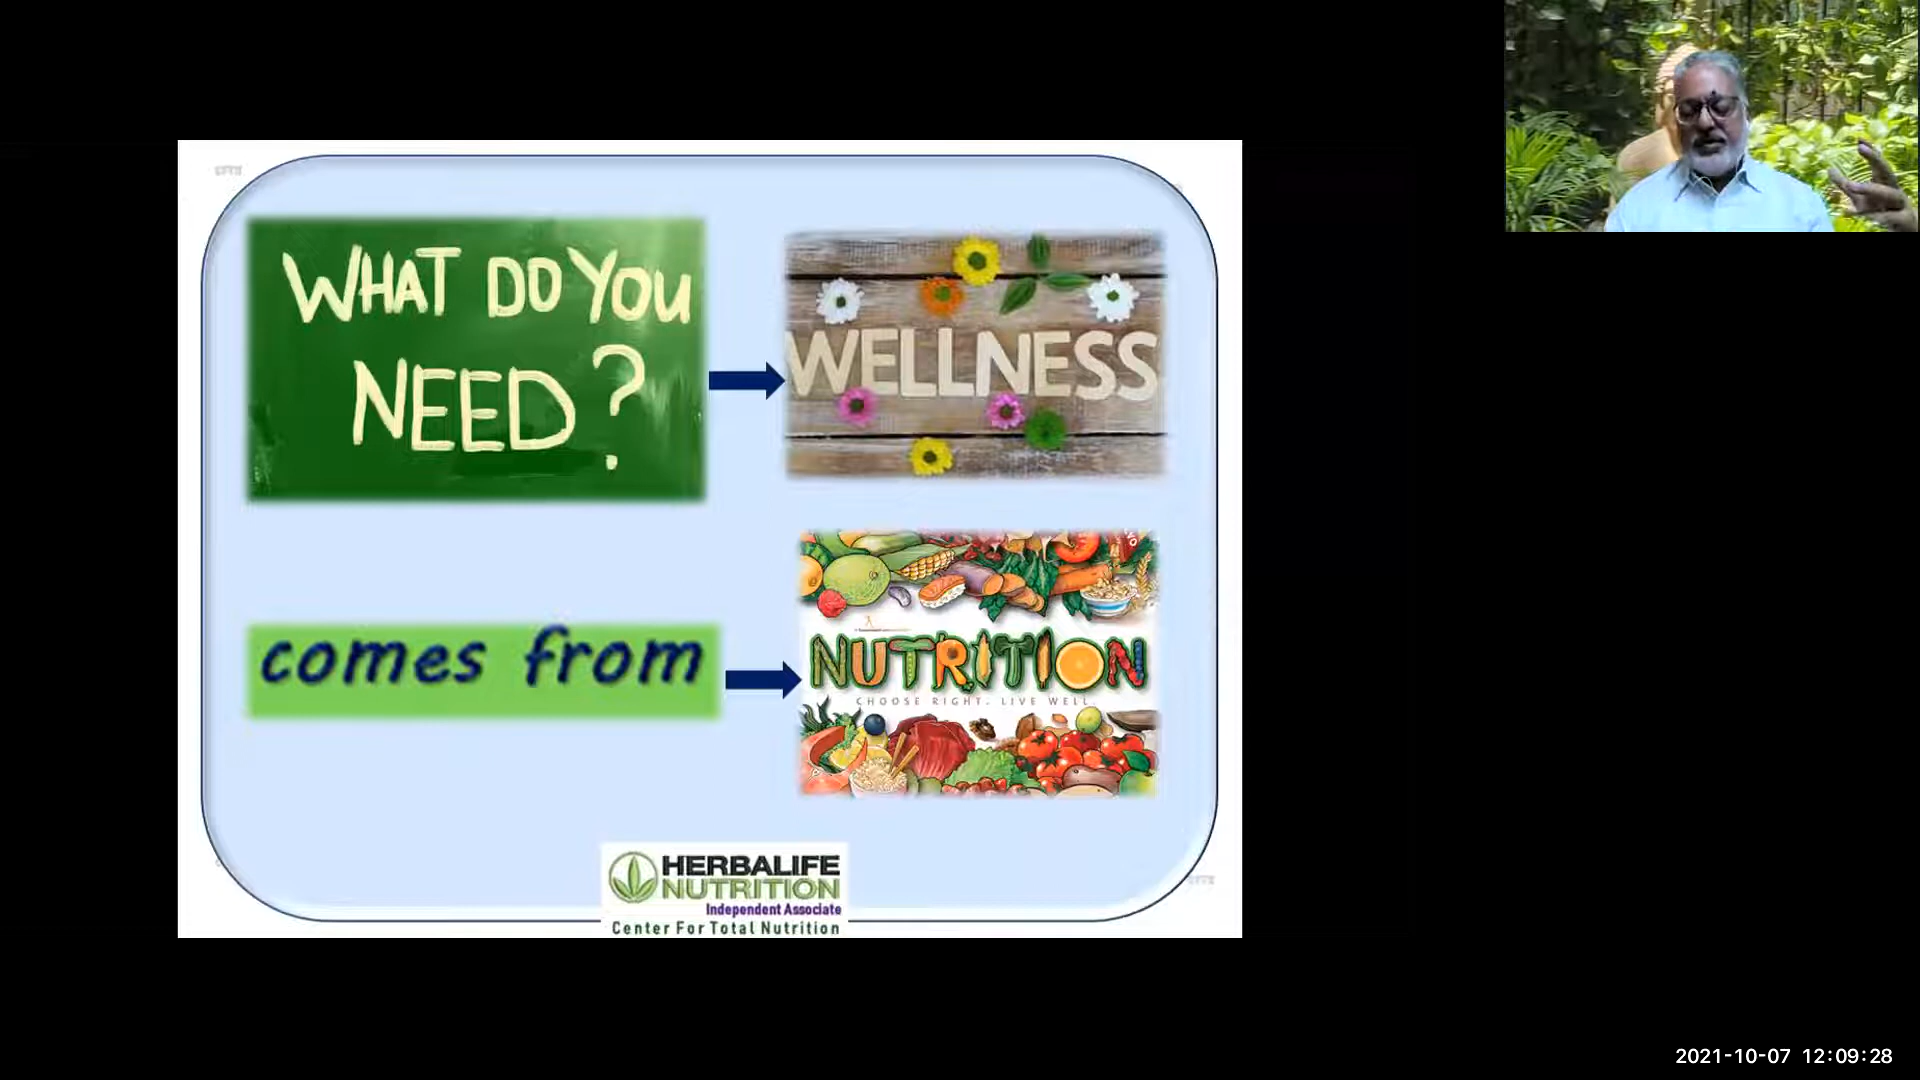 WHAT DO YOU
NEED?
WELLNESS
comes from
NUTRITION
CHOOSE RIGHT. LIVE WELL.
HERBALIFE
NUTRITION
Independent Associate
Center For Total Nutrition
2021-10-07 12:09:28